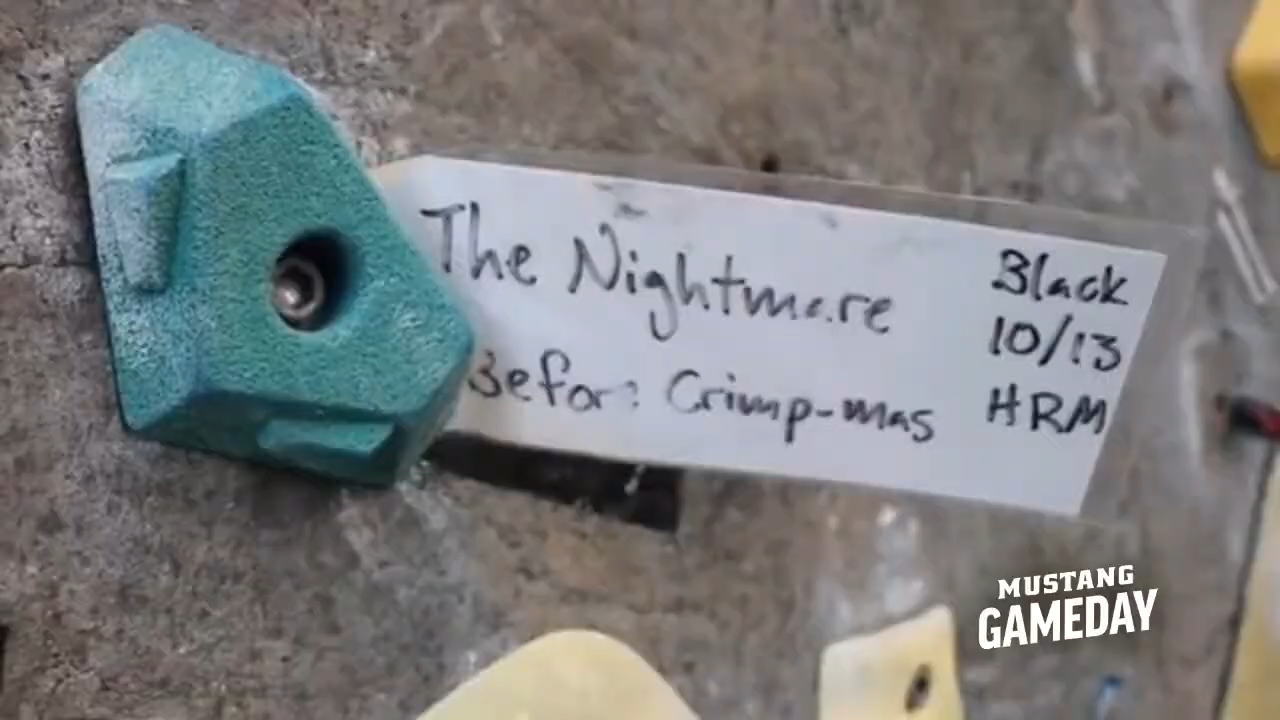 The Nightmare
Before Crimp-mas
Black
10/13
HRM
MUSTANG
GAMEDAY